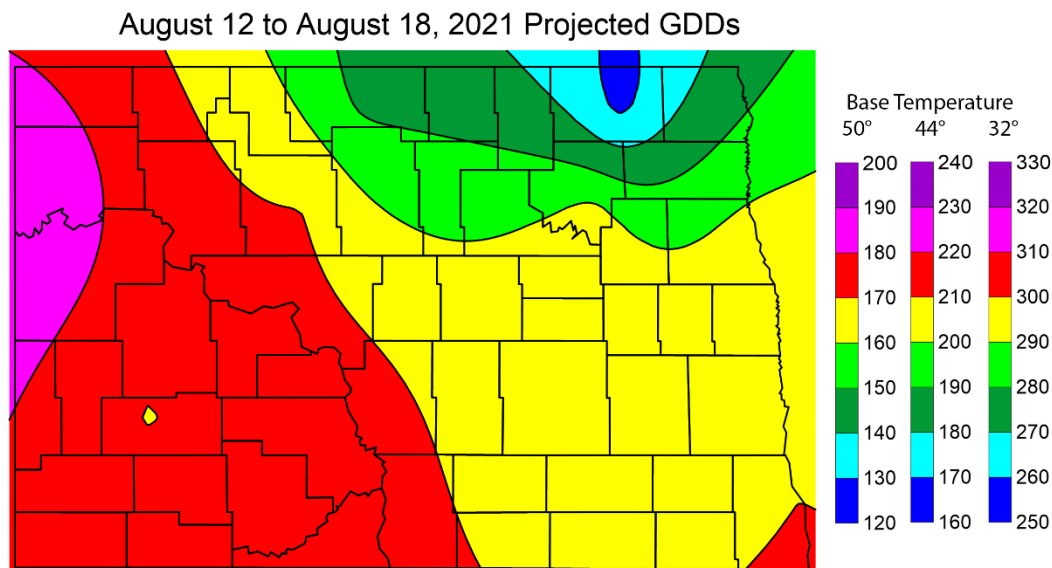 August 12 to August 18, 2021 Projected GDDs
Base Temperature
50° 44° 32°
200 240 330
190 230 320
180 220 310
170 210 300
160 200 290
150 190 280
140 180 270
130 170 260
120 160 250